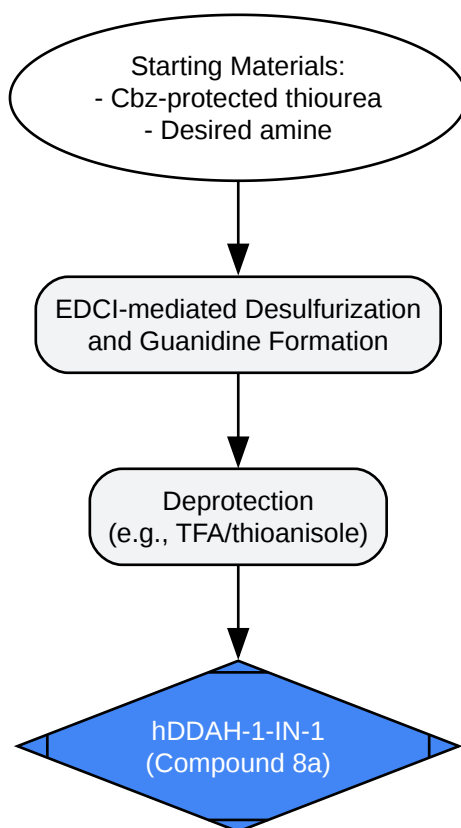 Starting Materials:
- Cbz-protected thiourea
- Desired amine
EDCI-mediated Desulfurization
and Guanidine Formation
Deprotection
(e.g., TFA/thioanisole)
hDDAH-1-IN-1
(Compound 8a)